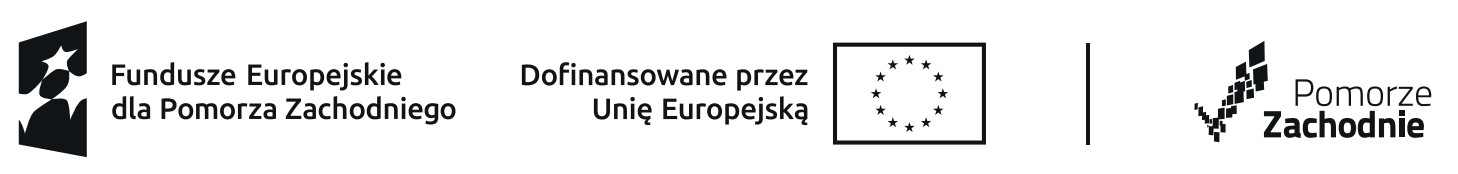 Fundusze Europejskie
dla Pomorza Zachodniego
Dofinansowane przez
Unię Europejską
Pomorze
Zachodnie